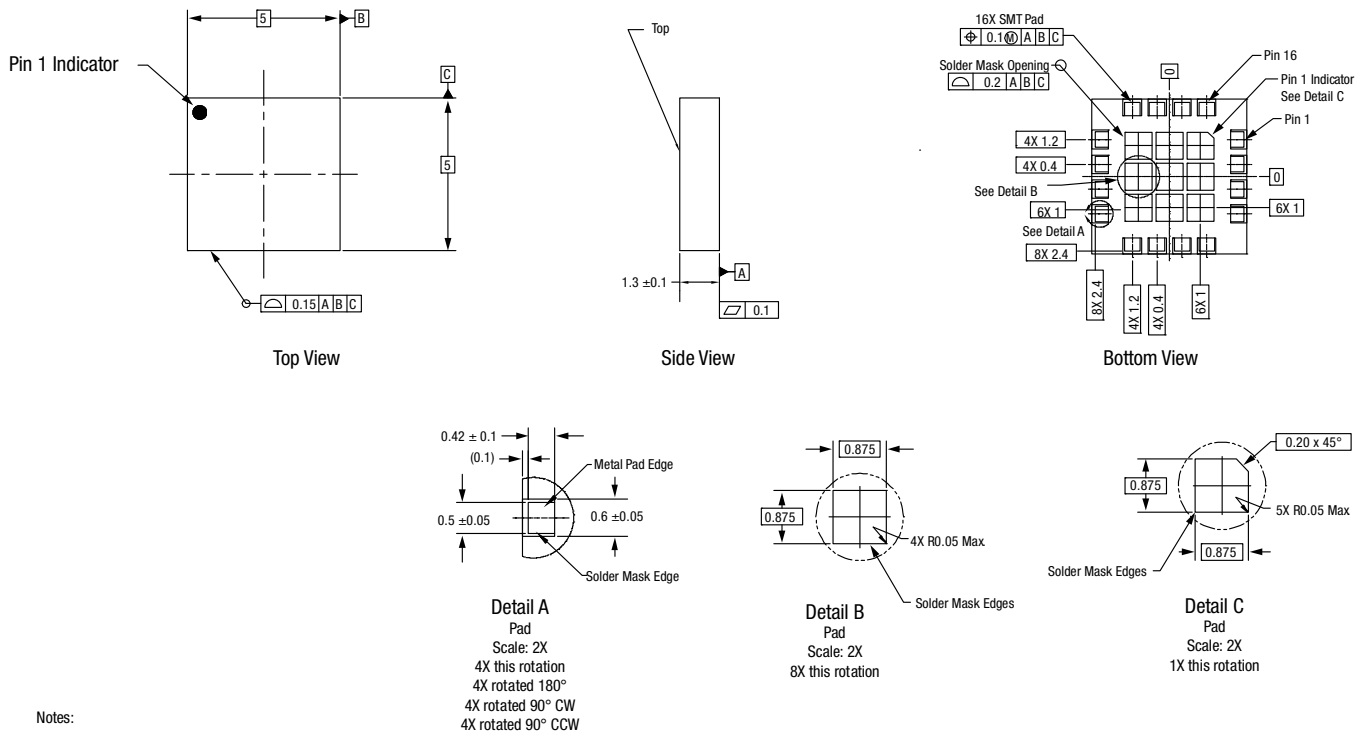 5
B
Pin 1 Indicator
C
5
0.15 A B C
Top View
Top
1.3 ±0.1
A
0.1
Side View
16X SMT Pad
0.1Ⓜ A B C
Solder Mask Opening
0.2 A B C
0
Pin 16
Pin 1 Indicator
See Detail C
Pin 1
4X 1.2
4X 0.4
See Detail B
0
6X 1
6X 1
See Detail A
8X 2.4
8X 2.4
4X 1.2
4X 0.4
6X 1
Bottom View
0.42 ± 0.1
(0.1)
Metal Pad Edge
0.5 ±0.05
0.6 ±0.05
Solder Mask Edge
Detail A
Pad
Scale: 2X
4X this rotation
4X rotated 180°
4X rotated 90° CW
4X rotated 90° CCW
0.875
0.875
4X R0.05 Max.
Solder Mask Edges
Detail B
Pad
Scale: 2X
8X this rotation
0.20 x 45°
0.875
5X R0.05 Max
0.875
Solder Mask Edges
Detail C
Pad
Scale: 2X
1X this rotation
Notes: